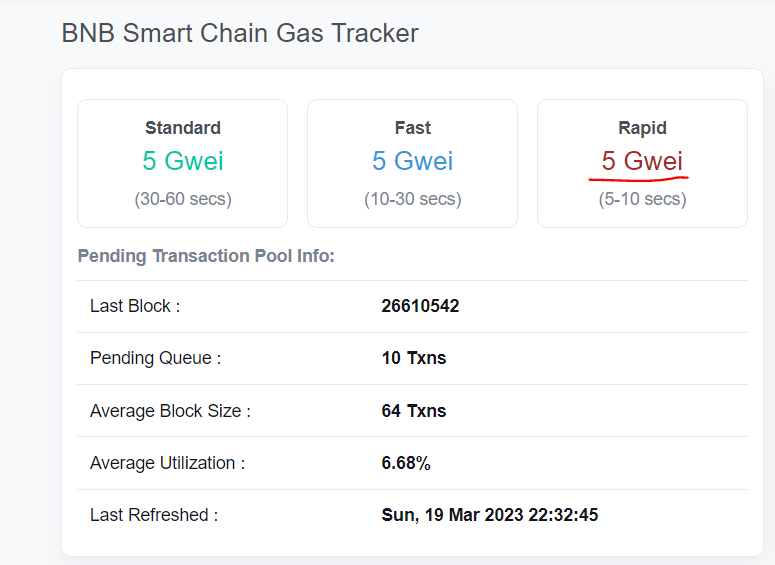 BNB Smart Chain Gas Tracker
Standard
5 Gwei
(30-60 secs)
Fast
5 Gwei
(10-30 secs)
Rapid
5 Gwei
(5-10 secs)
Pending Transaction Pool Info:
Last Block : 26610542
Pending Queue : 10 Txns
Average Block Size : 64 Txns
Average Utilization : 6.68%
Last Refreshed : Sun, 19 Mar 2023 22:32:45